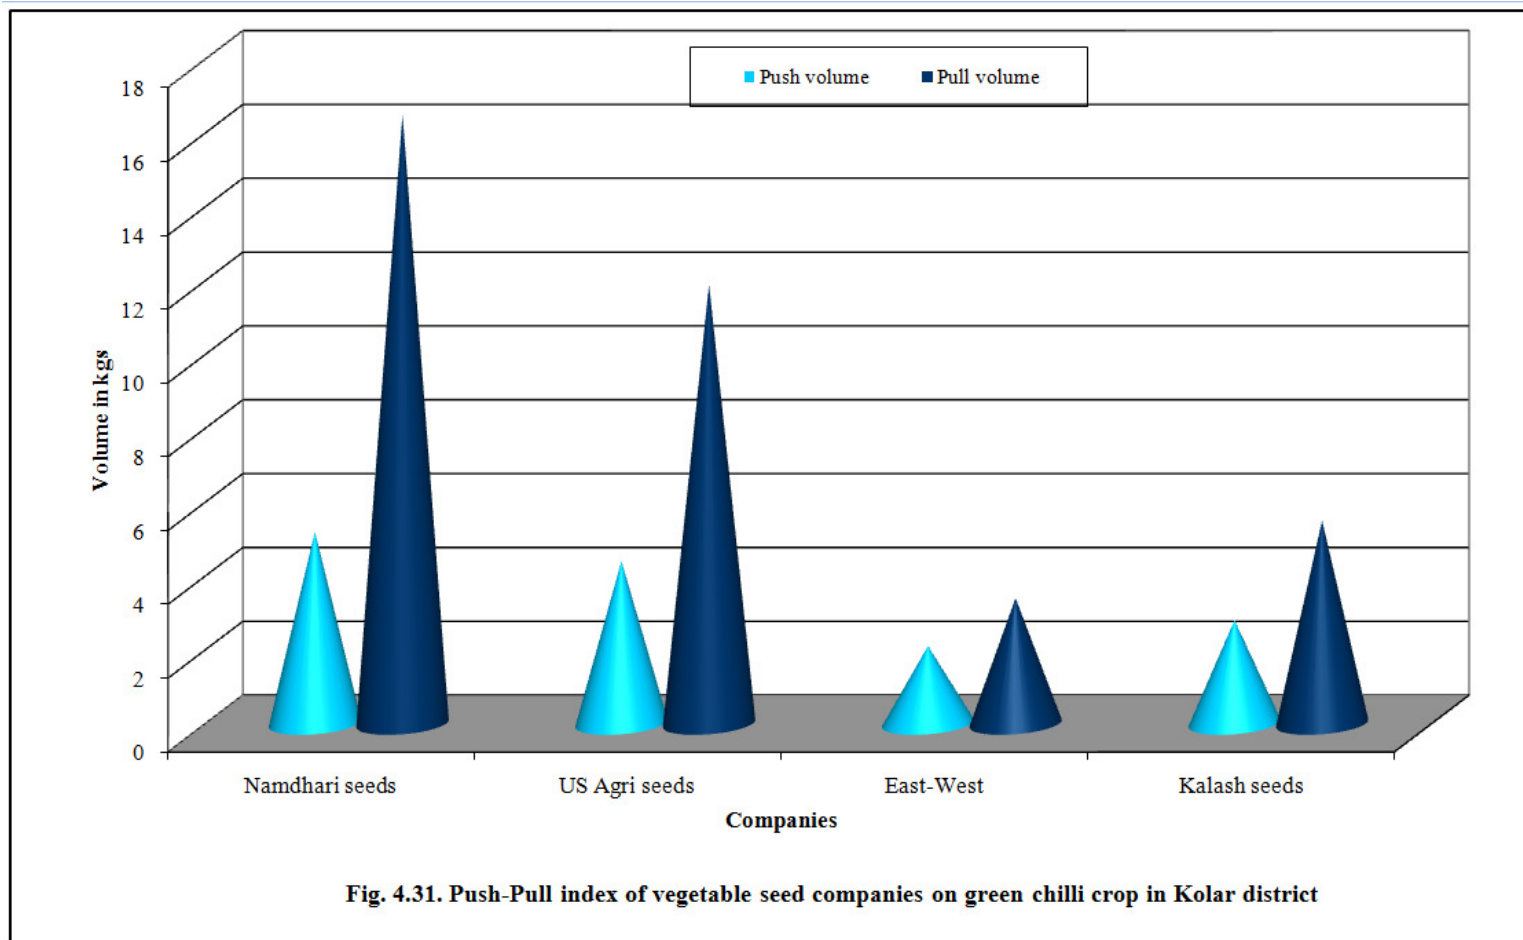 Push volume Pull volume
18
16
14
12
10
8
6
4
2
0
Volume in kgs
Namdhari seeds US Agri seeds East-West Kalash seeds
Companies
Fig. 4.31. Push-Pull index of vegetable seed companies on green chilli crop in Kolar district